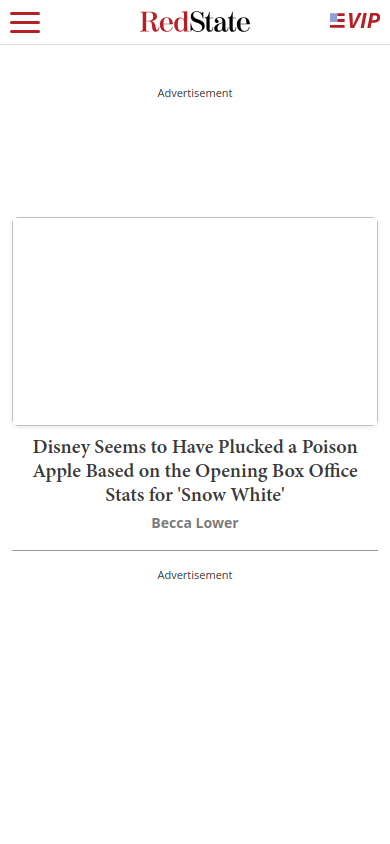 RedState
VIP
Advertisement
Disney Seems to Have Plucked a Poison
Apple Based on the Opening Box Office
Stats for 'Snow White'
Becca Lower
Advertisement